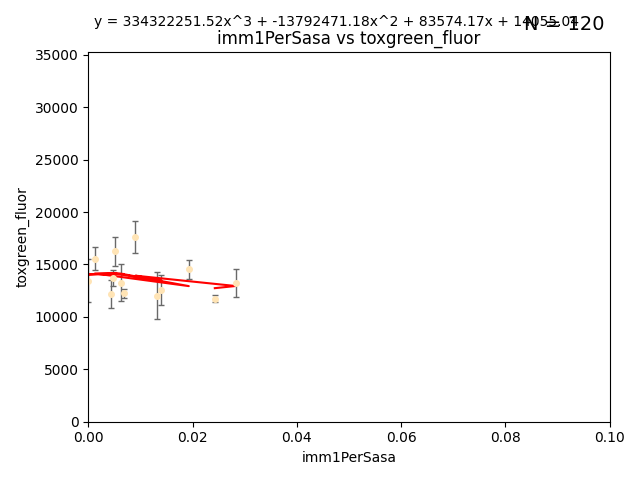 y = 334322251.52x^3 + -13792471.18x^2 + 83574.17x + 14055.04
N = 120
imm1PerSasa vs toxgreen_fluor
35000
30000
25000
20000
15000
10000
5000
0
toxgreen_fluor
0.00 0.02 0.04 0.06 0.08 0.10
imm1PerSasa